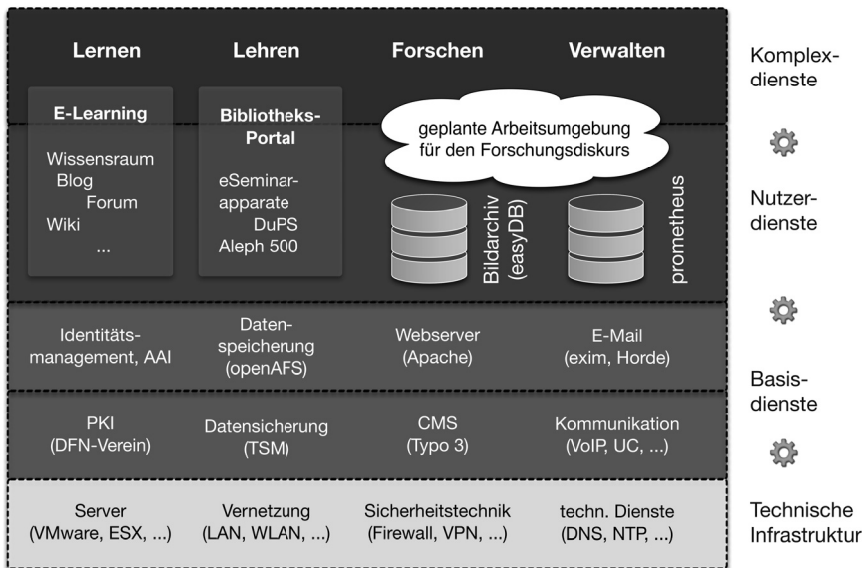 Lernen
Lehren
Forschen
Verwalten
Komplex-
dienste
E-Learning
Wissensraum
Blog
Forum
Wiki
...
Bibliotheks-
Portal
eSeminar-
apparate
DuPS
Aleph 500
geplante Arbeitsumgebung
für den Forschungsdiskurs
Bildarchiv
(easyDB)
prometheus
Nutzer-
dienste
Identitäts-
management, AAI
Daten-
speicherung
(openAFS)
Webserver
(Apache)
E-Mail
(exim, Horde)
Basis-
dienste
PKI
(DFN-Verein)
Datensicherung
(TSM)
CMS
(Typo 3)
Kommunikation
(VoIP, UC, ...)
Server
(VMware, ESX, ...)
Vernetzung
(LAN, WLAN, ...)
Sicherheitstechnik
(Firewall, VPN, ...)
techn. Dienste
(DNS, NTP, ...)
Technische
Infrastruktur